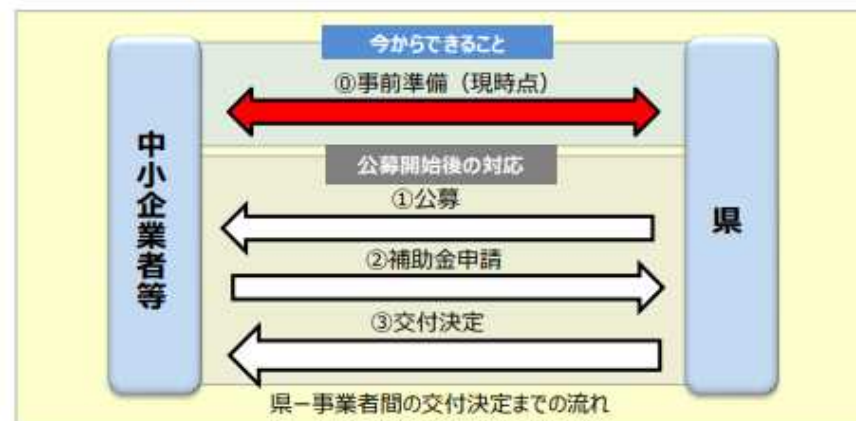 今からできること
⓪事前準備（現時点）
中小企業者等
県
公募開始後の対応
①公募
②補助金申請
③交付決定
県－事業者間の交付決定までの流れ